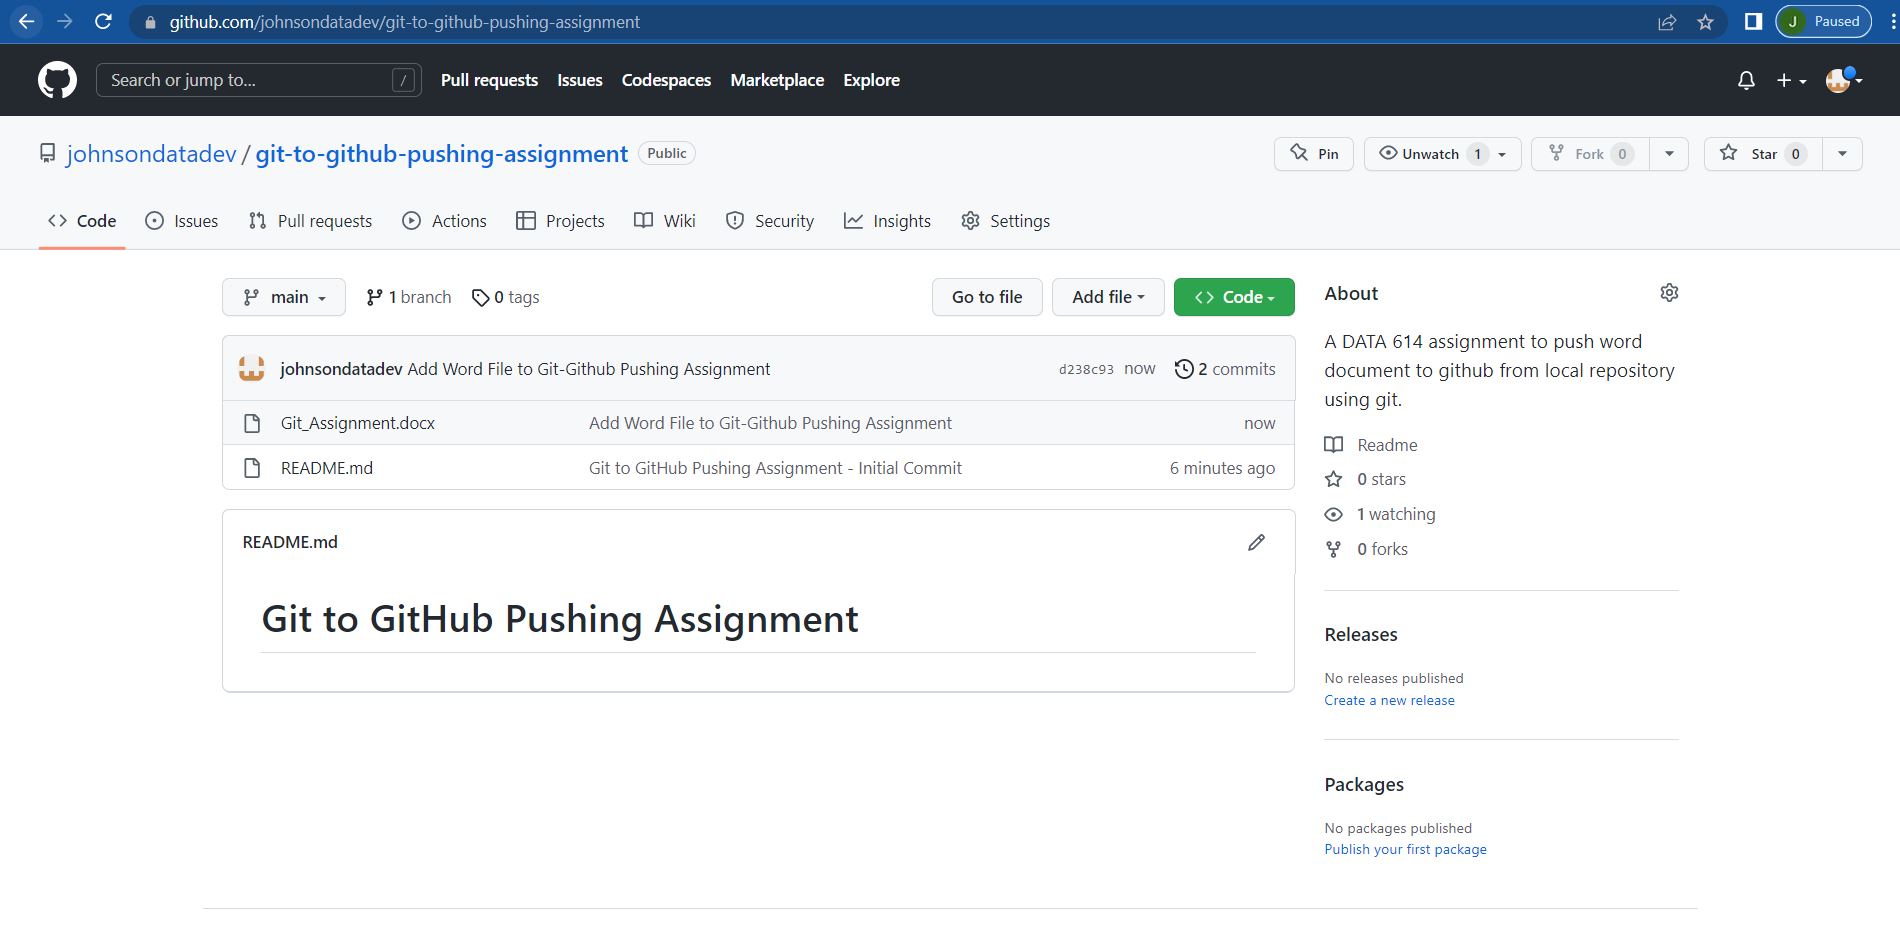 github.com/johnsondatadev/git-to-github-pushing-assignment
J Paused
Search or jump to... /
Pull requests Issues Codespaces Marketplace Explore
johnsondatadev / git-to-github-pushing-assignment Public
Pin Unwatch 1 Fork 0 Star 0
Code Issues Pull requests Actions Projects Wiki Security Insights Settings
main 1 branch 0 tags Go to file Add file Code
johnsondatadev Add Word File to Git-Github Pushing Assignment d238c93 now 2 commits
Git_Assignment.docx Add Word File to Git-Github Pushing Assignment now
README.md Git to GitHub Pushing Assignment - Initial Commit 6 minutes ago
README.md
Git to GitHub Pushing Assignment
About
A DATA 614 assignment to push word
document to github from local repository
using git.
Readme
0 stars
1 watching
0 forks
Releases
No releases published
Create a new release
Packages
No packages published
Publish your first package